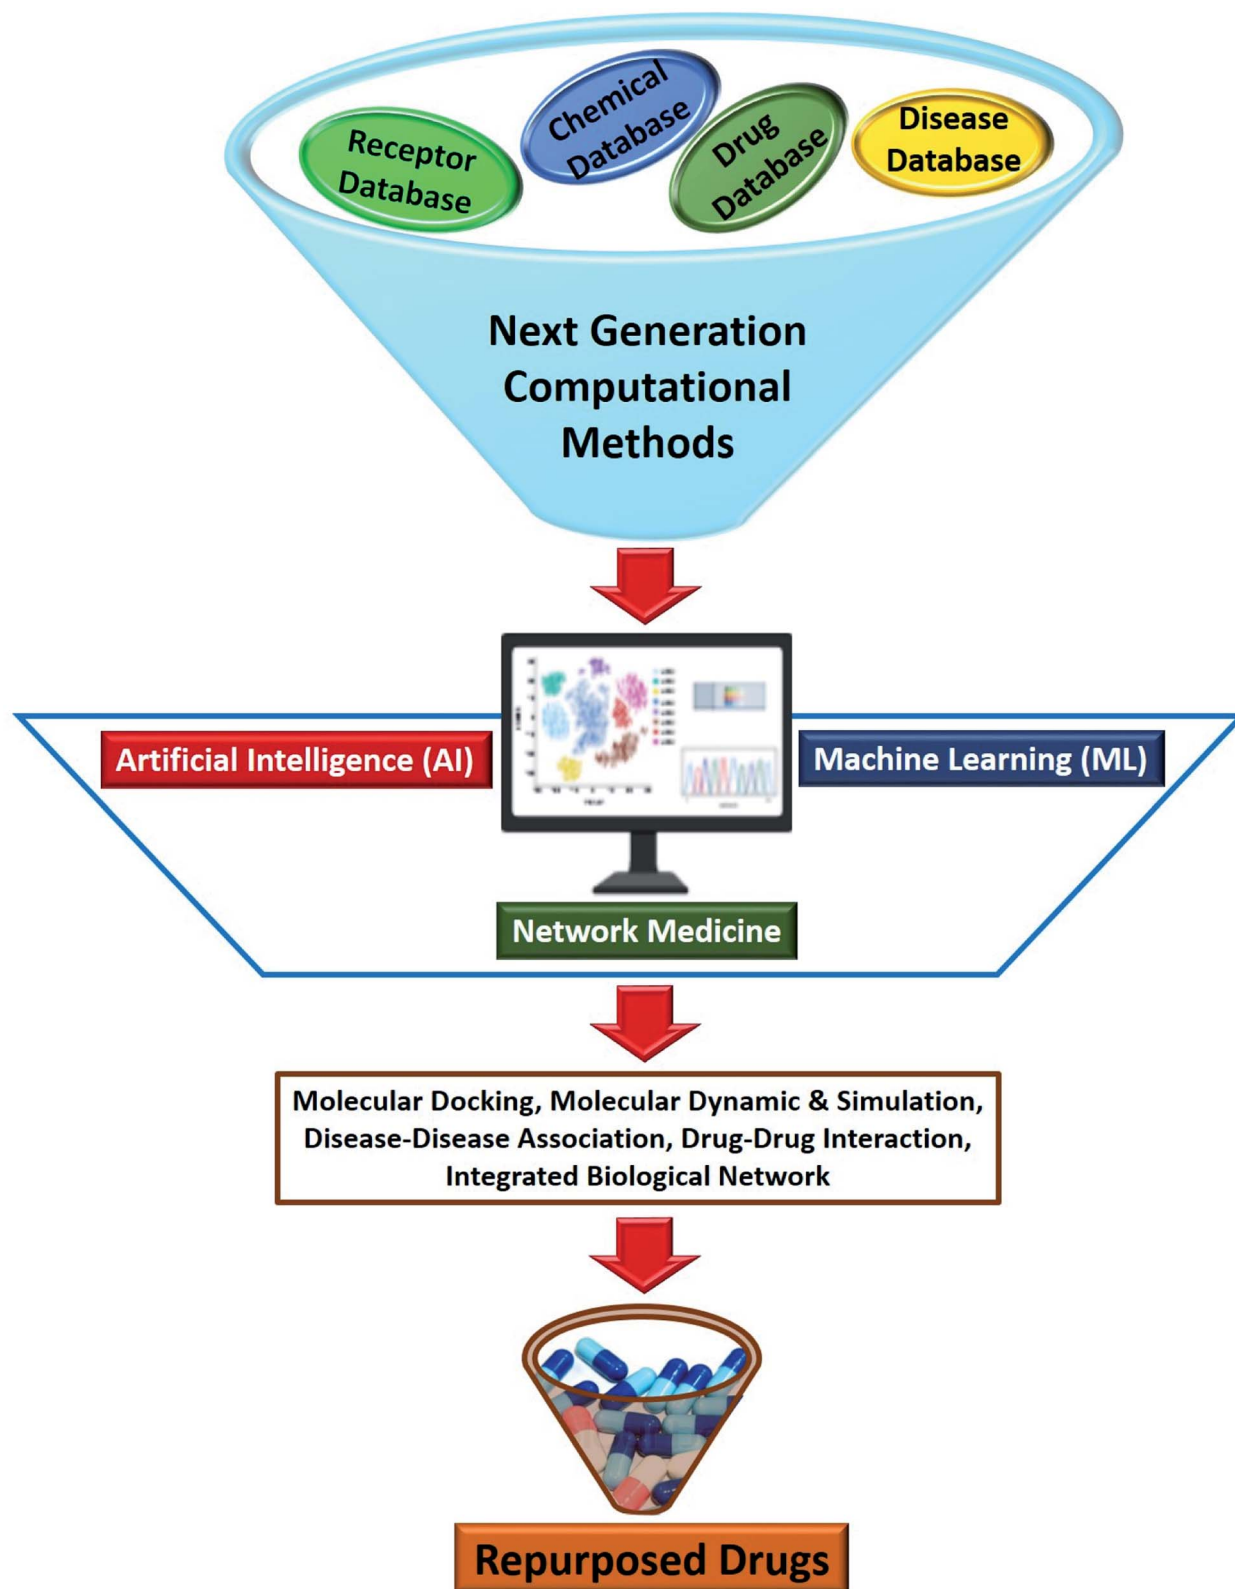 Receptor
Database
Chemical
Database
Drug
Database
Disease
Database
Next Generation
Computational
Methods
Artificial Intelligence (AI)
Machine Learning (ML)
Network Medicine
Molecular Docking, Molecular Dynamic & Simulation,
Disease-Disease Association, Drug-Drug Interaction,
Integrated Biological Network
Repurposed Drugs